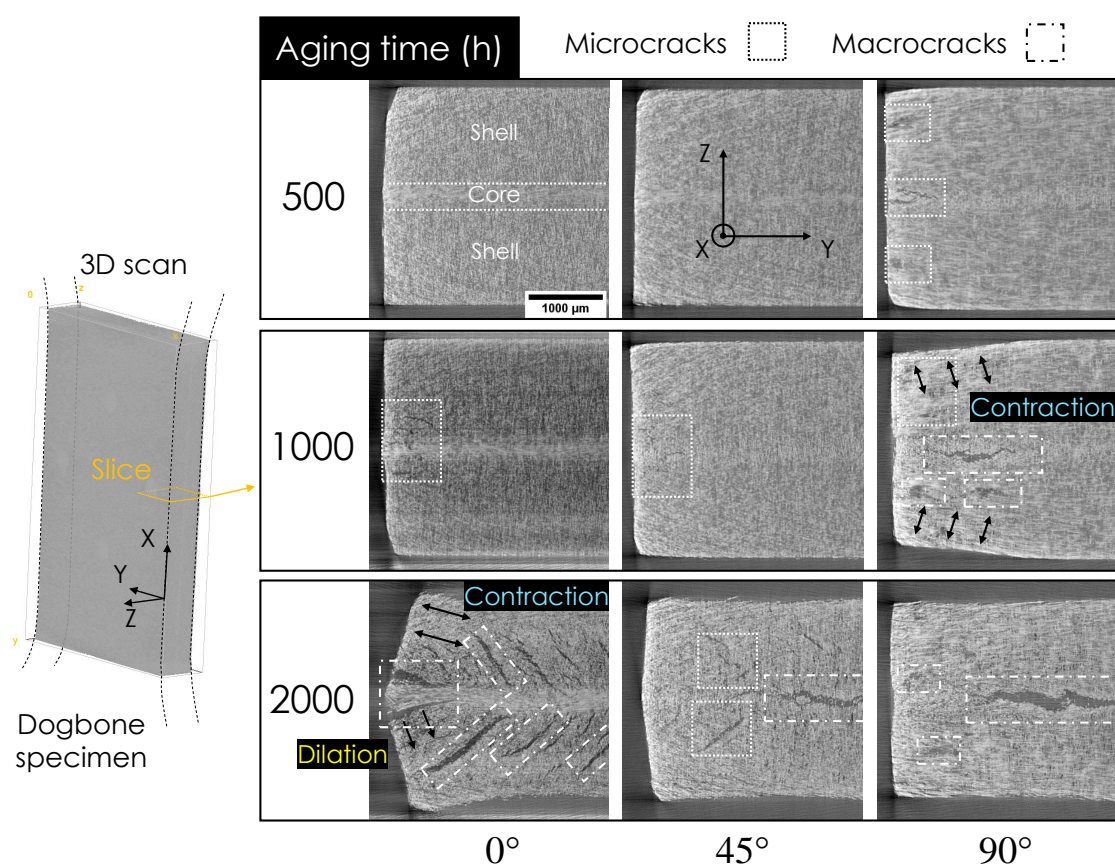 Aging time (h)
Microcracks
Macrocracks
500
Shell
Core
Shell
1000 µm
Z
X
Y
3D scan
0
z
x
Slice
X
Y
Z
y
Dogbone
specimen
1000
Contraction
2000
Contraction
Dilation
0°
45°
90°